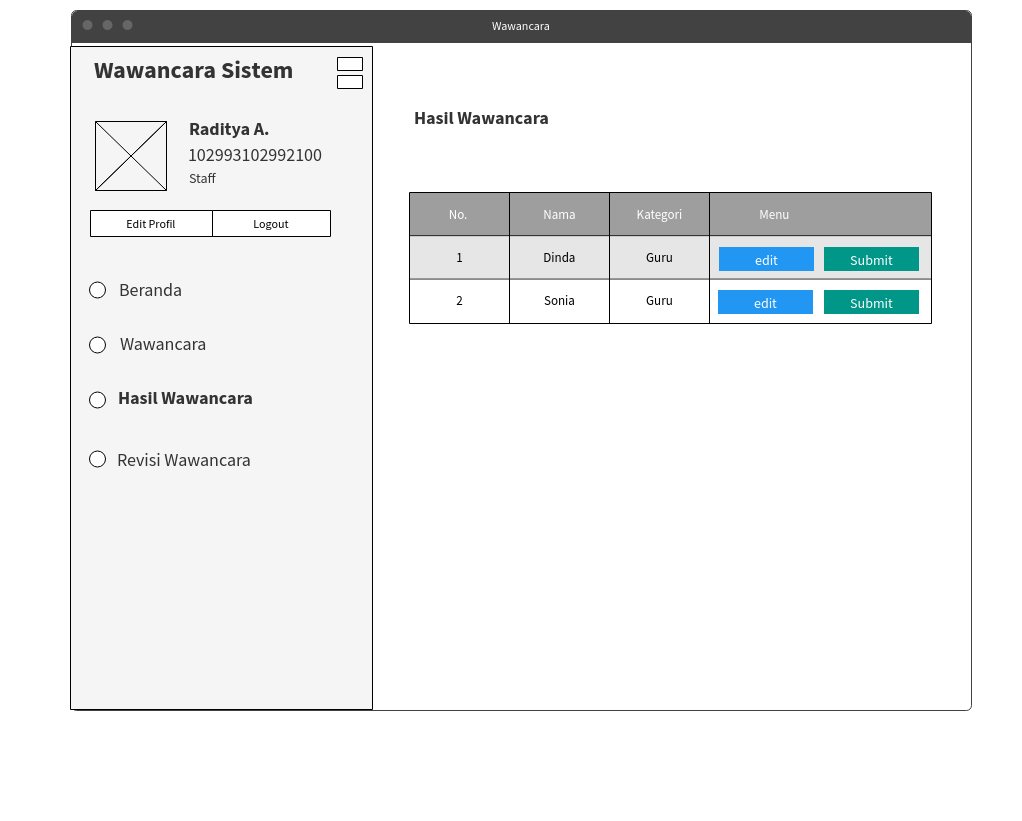 Wawancara
Wawancara Sistem
Raditya A.
102993102992100
Staff
Edit Profil Logout
Beranda
Wawancara
Hasil Wawancara
Revisi Wawancara
Hasil Wawancara
No. Nama Kategori Menu
1 Dinda Guru edit Submit
2 Sonia Guru edit Submit